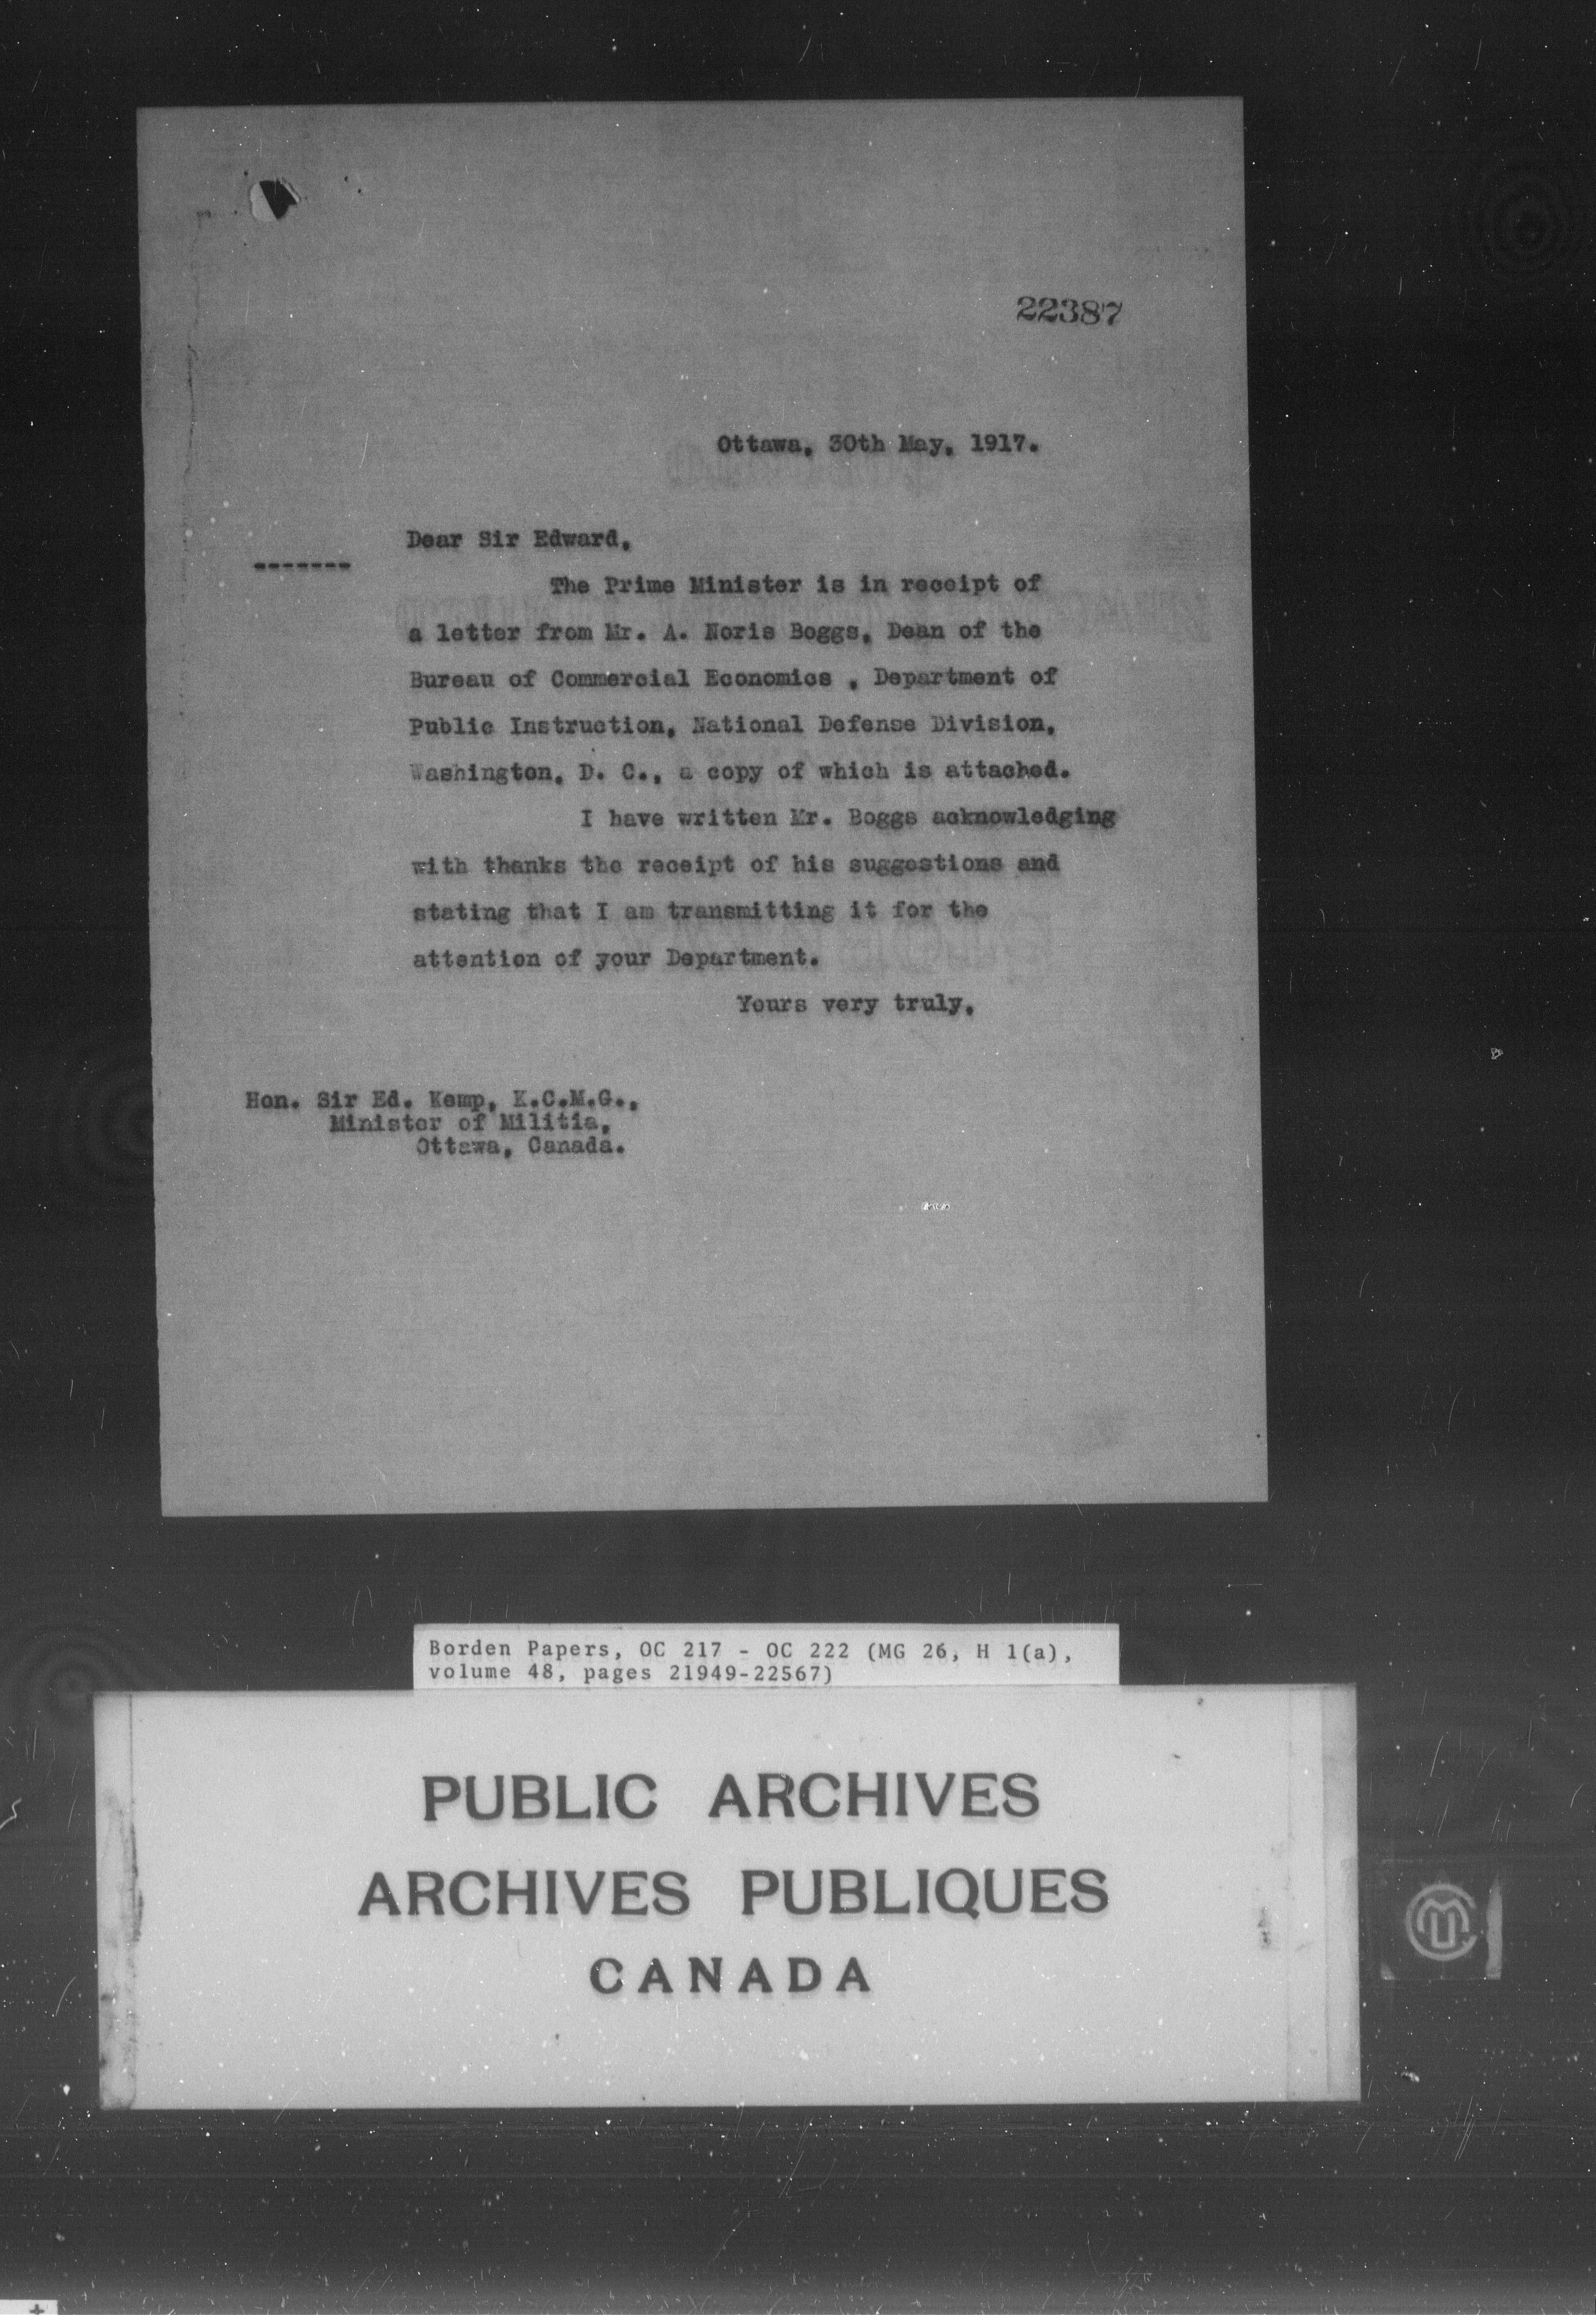 22387
Ottawa, 30th May, 1917.
Dear Sir Edward,
-------
The Prime Minister is in receipt of
a letter from Mr. A. Noris Boggs, Dean of the
Bureau of Commercial Economics , Department of
Public Instruction, National Defense Division,
Washington, D. C., a copy of which is attached.
I have written Mr. Boggs acknowledging
with thanks the receipt of his suggestions and
stating that I am transmitting it for the
attention of your Department.
Yours very truly,
Hon. Sir Ed. Kemp, K.C.M.G.,
Minister of Militia,
Ottawa, Canada.
Borden Papers, OC 217 - OC 222 (MG 26, H 1(a),
volume 48, pages 21949-22567)
PUBLIC ARCHIVES
ARCHIVES PUBLIQUES
CANADA